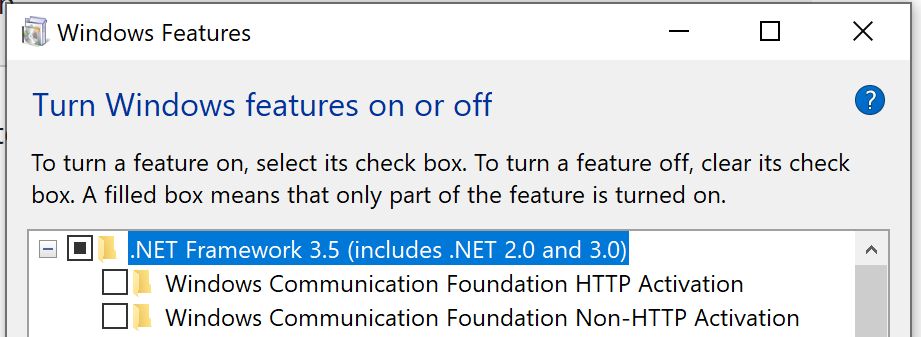 Windows Features
Turn Windows features on or off
?
To turn a feature on, select its check box. To turn a feature off, clear its check
box. A filled box means that only part of the feature is turned on.
.NET Framework 3.5 (includes .NET 2.0 and 3.0)
Windows Communication Foundation HTTP Activation
Windows Communication Foundation Non-HTTP Activation